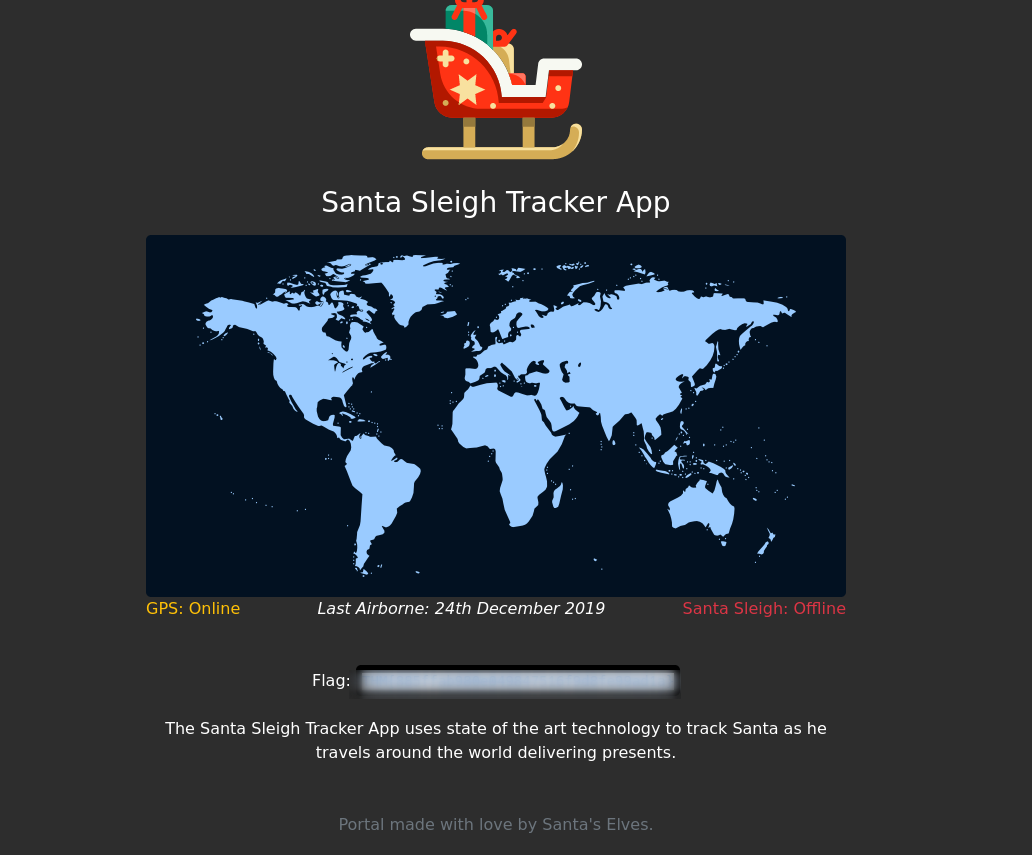 Santa Sleigh Tracker App
GPS: Online
Last Airborne: 24th December 2019
Santa Sleigh: Offline
Flag:
The Santa Sleigh Tracker App uses state of the art technology to track Santa as he
travels around the world delivering presents.
Portal made with love by Santa's Elves.